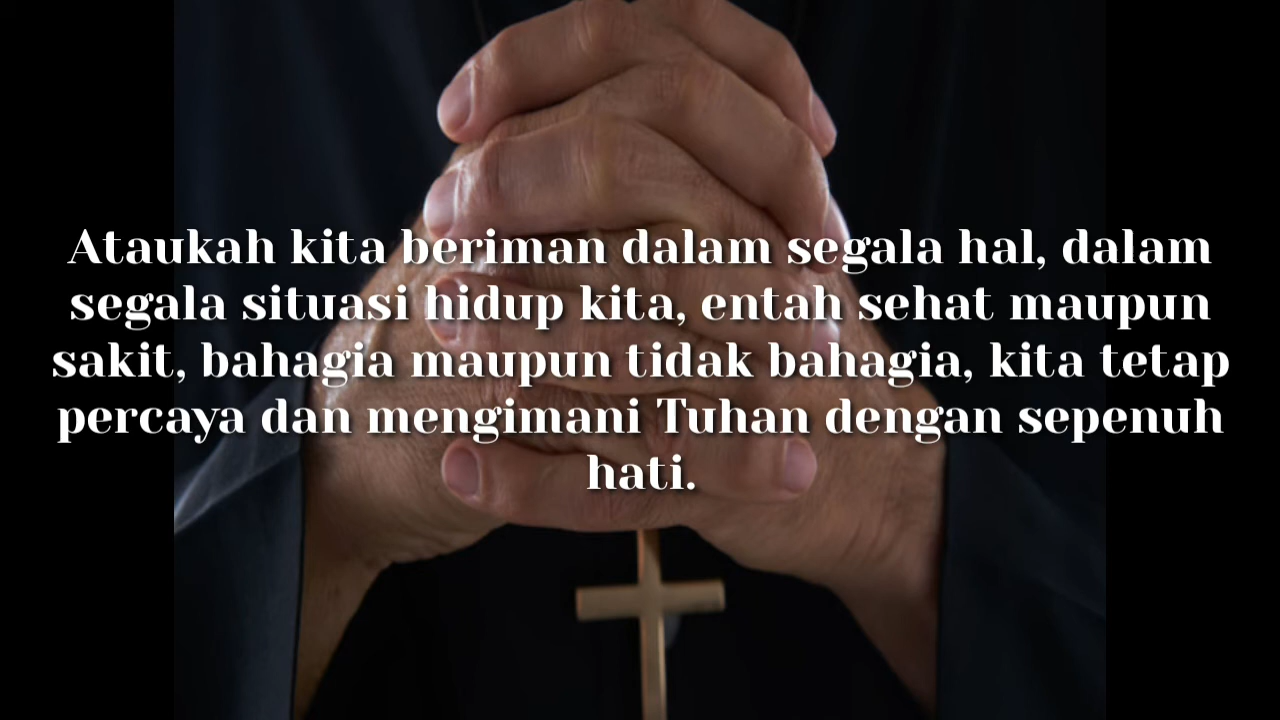 Ataukah kita beriman dalam segala hal, dalam
segala situasi hidup kita, entah sehat maupun
sakit, bahagia maupun tidak bahagia, kita tetap
percaya dan mengimani Tuhan dengan sepenuh
hati.